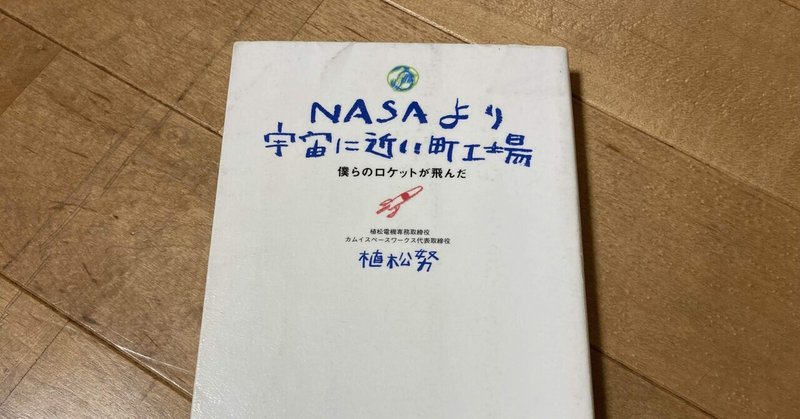 NASAより
宇宙に近い町工場
僕らのロケットが飛んだ
植松電機専務取締役
カムイスペースワークス代表取締役
植松努